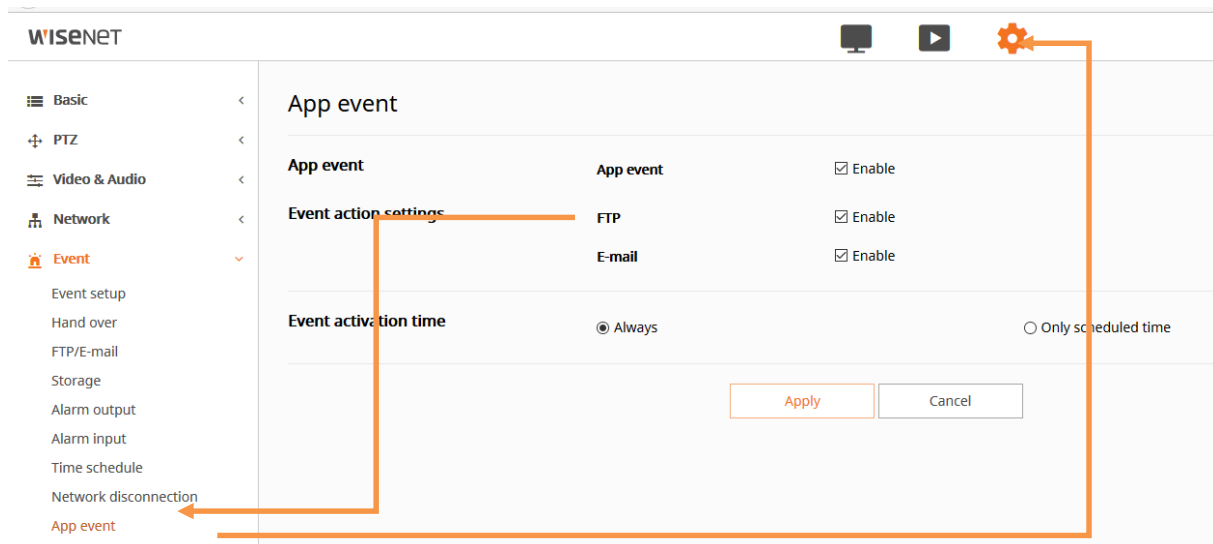 WISENET
Basic
PTZ
Video & Audio
Network
Event
Event setup
Hand over
FTP/E-mail
Storage
Alarm output
Alarm input
Time schedule
Network disconnection
App event
App event
App event
App event
Enable
Event action settings
FTP
Enable
E-mail
Enable
Event activation time
Always
Only scheduled time
Apply
Cancel